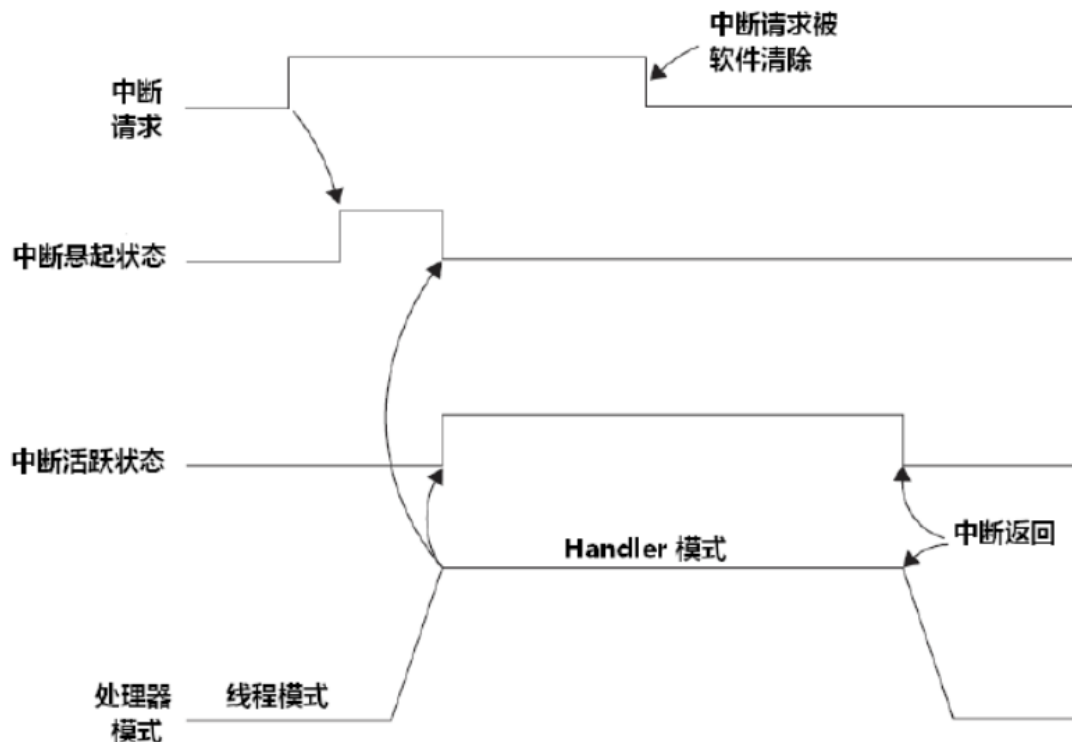 中断请求被
软件清除
中断
请求
中断悬起状态
中断活跃状态
中断返回
Handler 模式
处理器
模式
线程模式